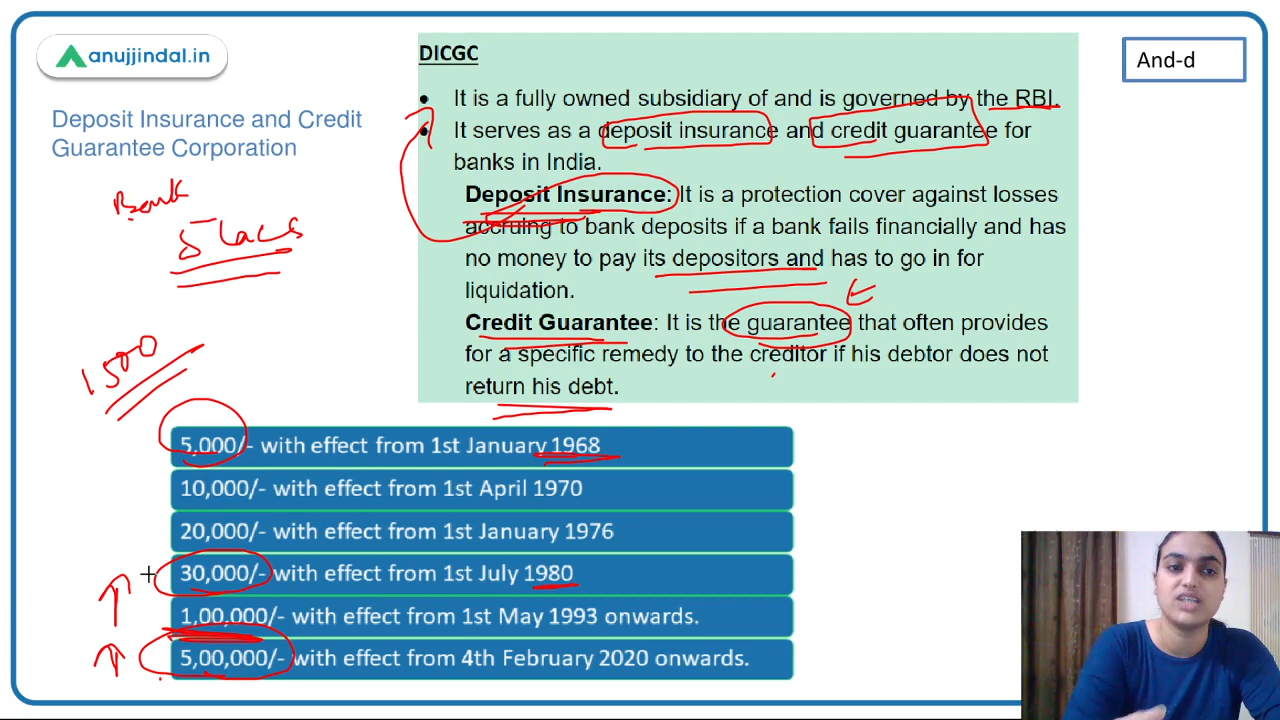 anujjindal.in
Deposit Insurance and Credit
Guarantee Corporation
And-d
DICGC
• It is a fully owned subsidiary of and is governed by the RBI.
• It serves as a deposit insurance and credit guarantee for
banks in India.
Deposit Insurance: It is a protection cover against losses
accruing to bank deposits if a bank fails financially and has
no money to pay its depositors and has to go in for
liquidation.
Credit Guarantee: It is the guarantee that often provides
for a specific remedy to the creditor if his debtor does not
return his debt.
Bank
5 lacs
1500
5,000/- with effect from 1st January 1968
10,000/- with effect from 1st April 1970
20,000/- with effect from 1st January 1976
30,000/- with effect from 1st July 1980
1,00,000/- with effect from 1st May 1993 onwards.
5,00,000/- with effect from 4th February 2020 onwards.